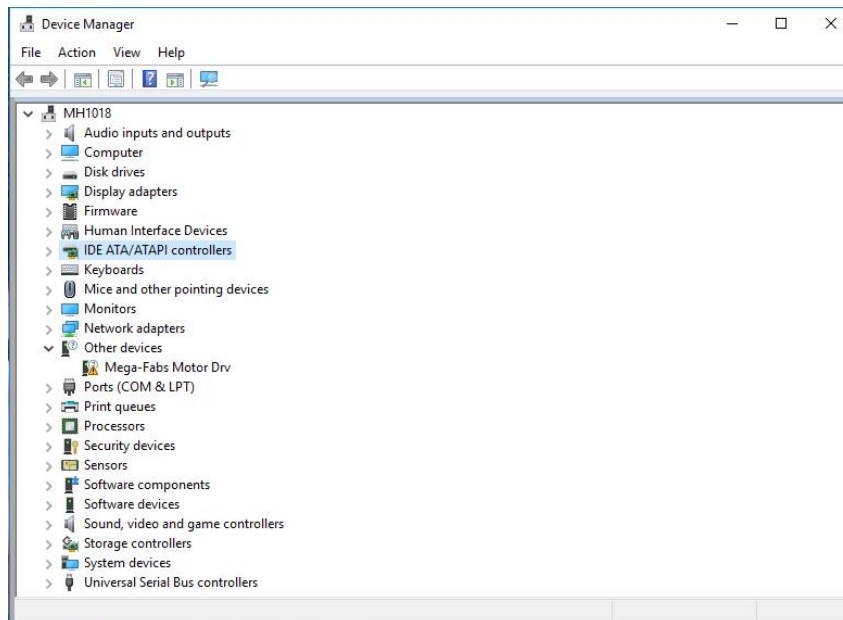 Device Manager
File Action View Help
MH1018
Audio inputs and outputs
Computer
Disk drives
Display adapters
Firmware
Human Interface Devices
IDE ATA/ATAPI controllers
Keyboards
Mice and other pointing devices
Monitors
Network adapters
Other devices
Mega-Fabs Motor Drv
Ports (COM & LPT)
Print queues
Processors
Security devices
Sensors
Software components
Software devices
Sound, video and game controllers
Storage controllers
System devices
Universal Serial Bus controllers